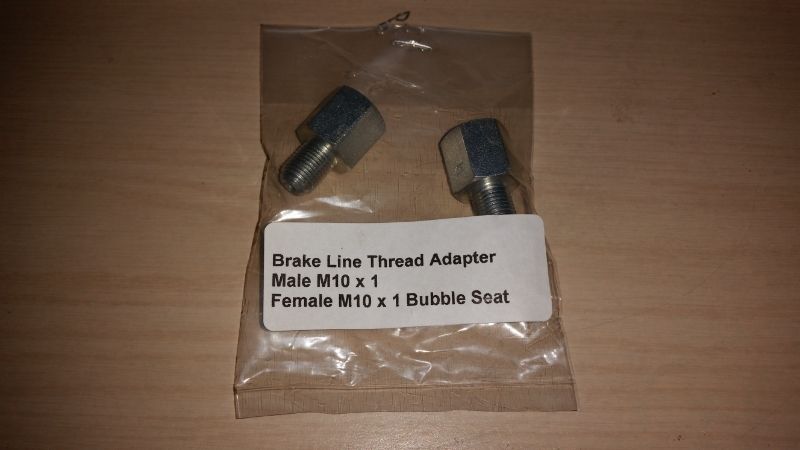 Brake Line Thread Adapter
Male M10 x 1
Female M10 x 1 Bubble Seat